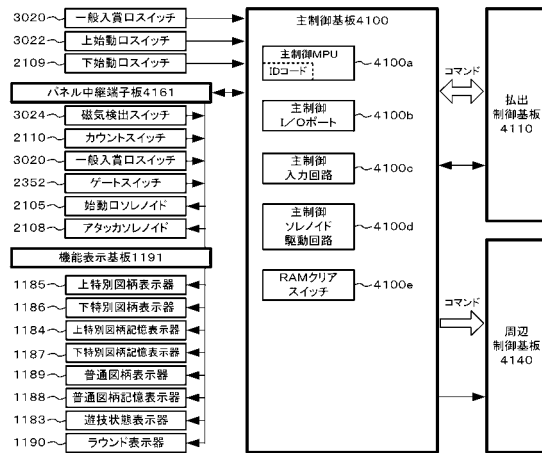 3020 一般入賞口スイッチ
3022 上始動口スイッチ
2109 下始動口スイッチ
パネル中継端子板4161
3024 磁気検出スイッチ
2110 カウントスイッチ
3020 一般入賞口スイッチ
2352 ゲートスイッチ
2105 始動口ソレノイド
2108 アタッカソレノイド
機能表示基板1191
1185 上特別図柄表示器
1186 下特別図柄表示器
1184 上特別図柄記憶表示器
1187 下特別図柄記憶表示器
1189 普通図柄表示器
1188 普通図柄記憶表示器
1183 遊技状態表示器
1190 ラウンド表示器
主制御基板4100
主制御MPU
IDコード
4100a
主制御
I/Oポート
4100b
主制御
入力回路
4100c
主制御
ソレノイド
駆動回路
4100d
RAMクリア
スイッチ
4100e
コマンド
払出
制御基板
4110
コマンド
周辺
制御基板
4140